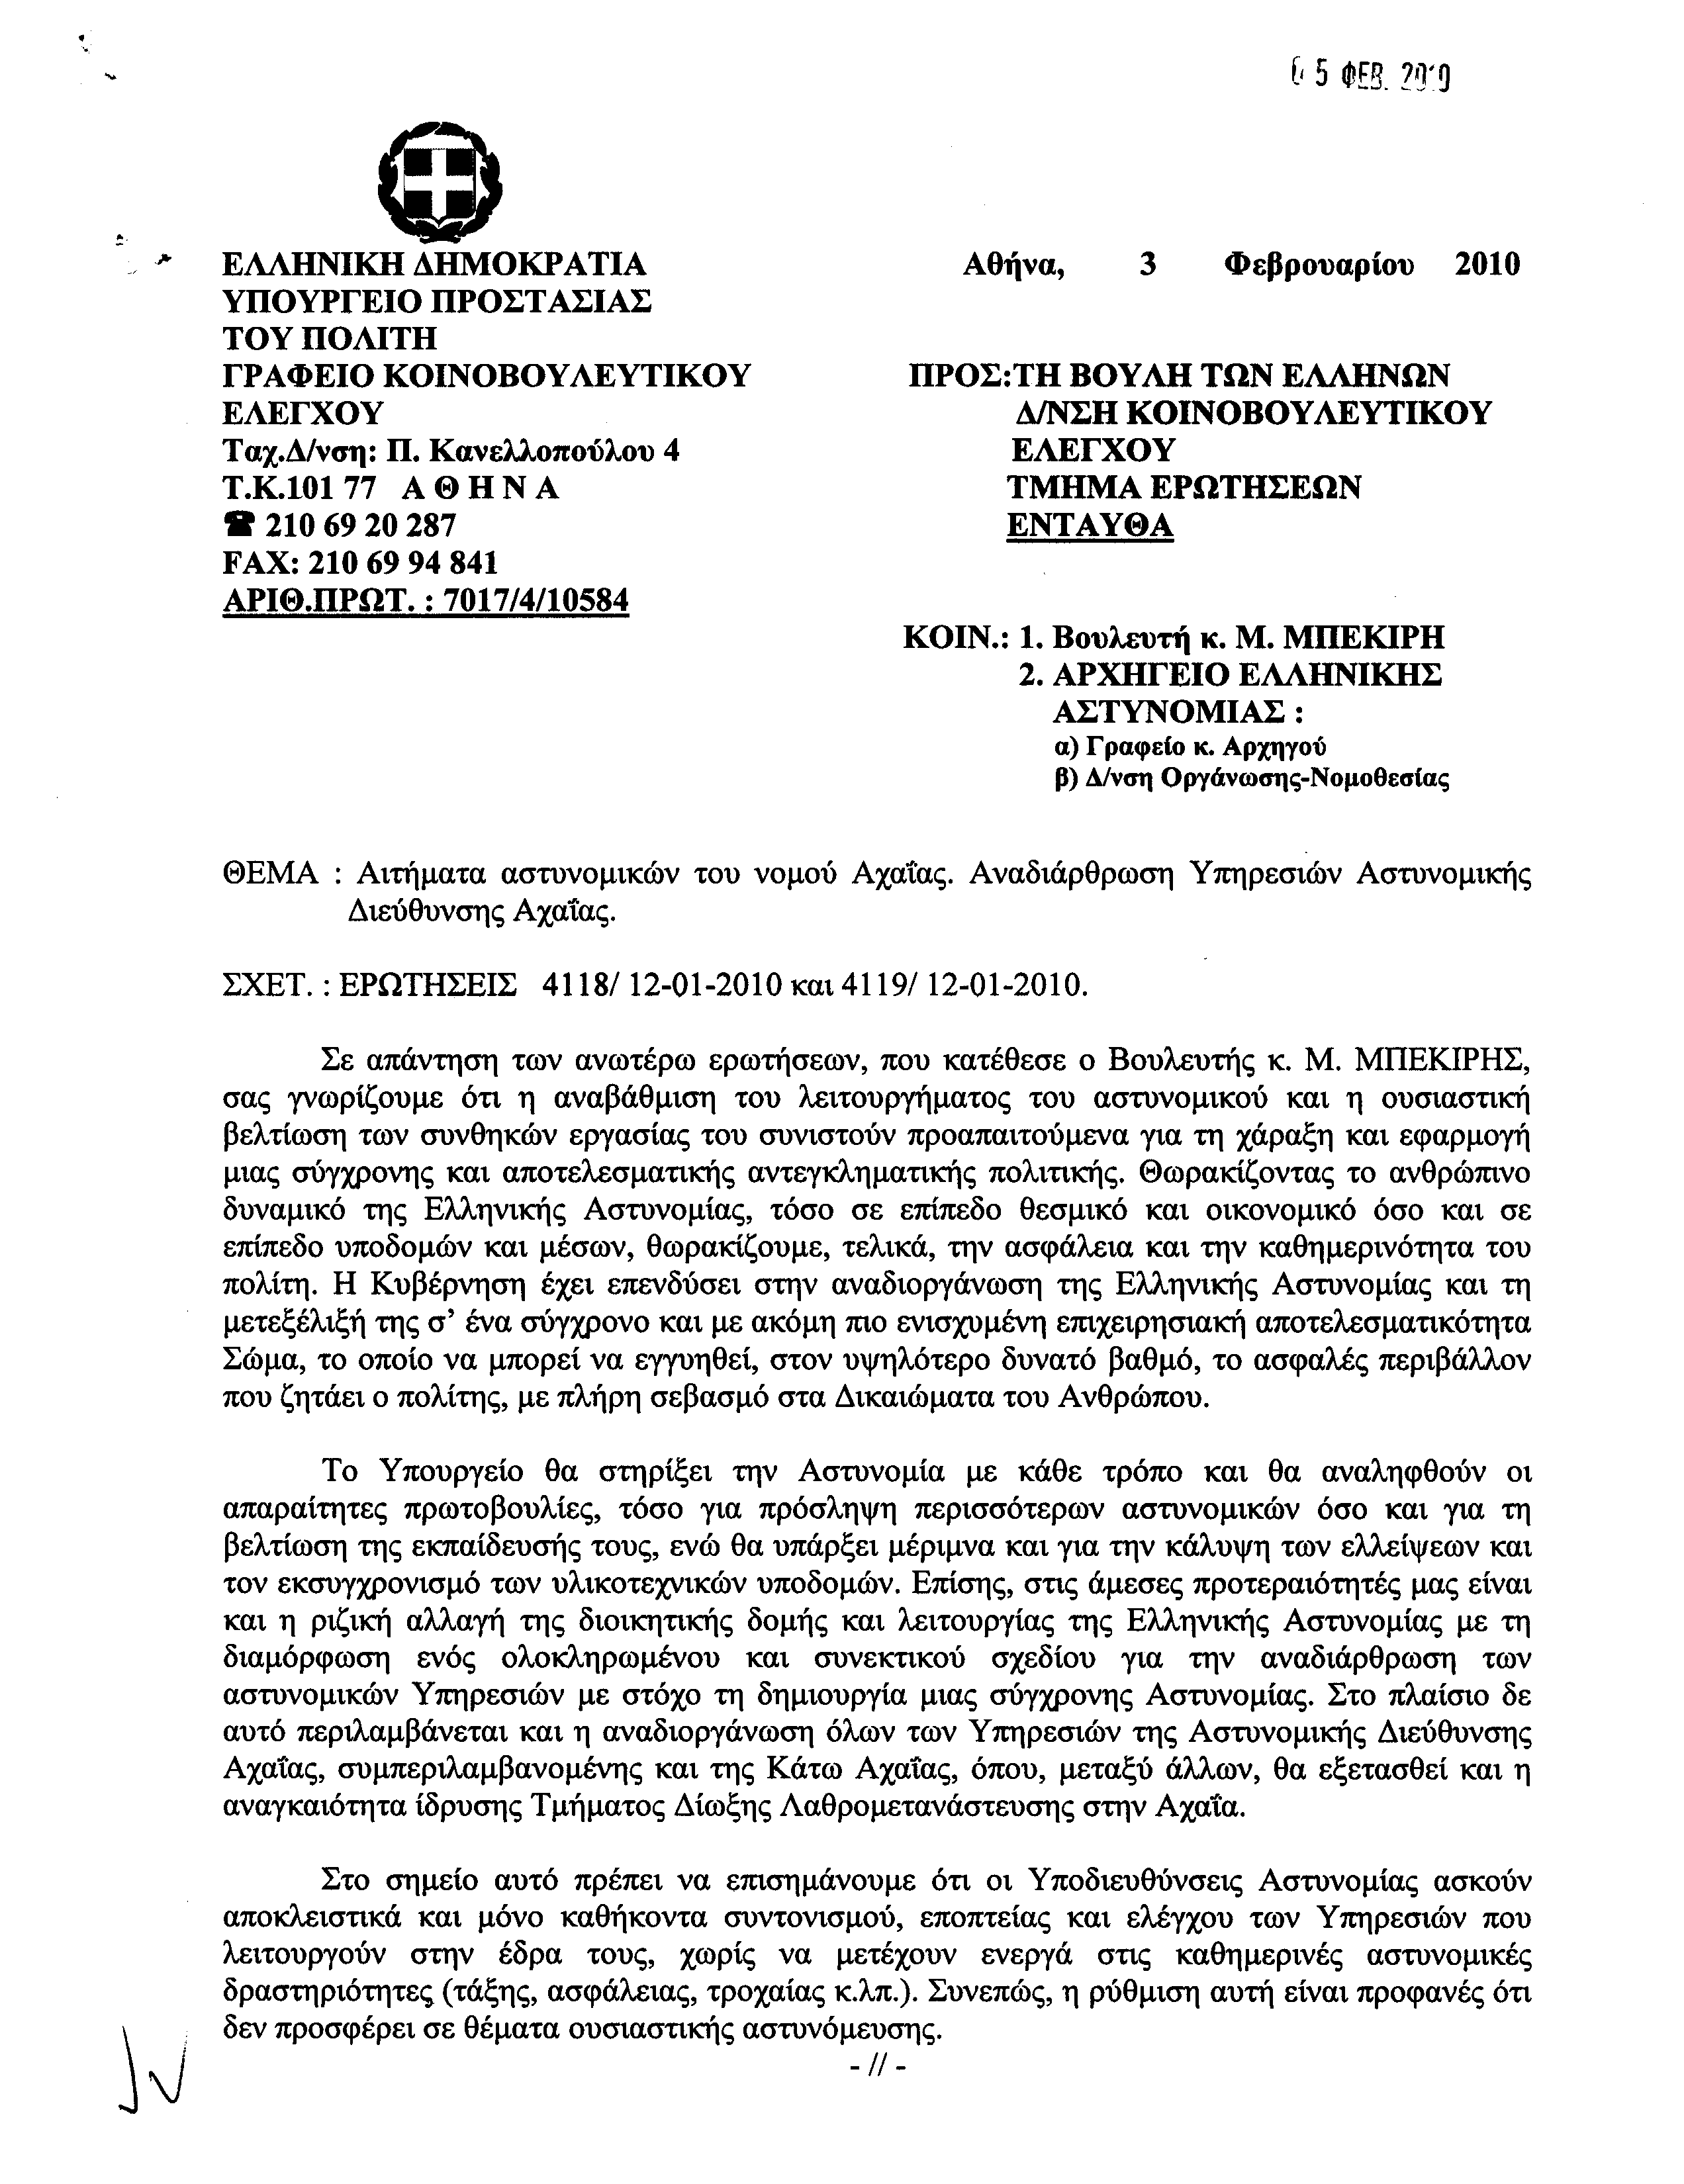 05 ΦΕΒ. 2010
ΕΛΛΗΝΙΚΗ ΔΗΜΟΚΡΑΤΙΑ
ΥΠΟΥΡΓΕΙΟ ΠΡΟΣΤΑΣΙΑΣ
ΤΟΥ ΠΟΛΙΤΗ
ΓΡΑΦΕΙΟ ΚΟΙΝΟΒΟΥΛΕΥΤΙΚΟΥ
ΕΛΕΓΧΟΥ
Ταχ.Δ/νση: Π. Κανελλοπούλου 4
Τ.Κ.101 77 Α Θ Η Ν Α
☎ 210 69 20 287
FAX: 210 69 94 841
ΑΡΙΘ.ΠΡΩΤ. : 7017/4/10584
Αθήνα, 3 Φεβρουαρίου 2010
ΠΡΟΣ:ΤΗ ΒΟΥΛΗ ΤΩΝ ΕΛΛΗΝΩΝ
Δ/ΝΣΗ ΚΟΙΝΟΒΟΥΛΕΥΤΙΚΟΥ
ΕΛΕΓΧΟΥ
ΤΜΗΜΑ ΕΡΩΤΗΣΕΩΝ
ΕΝΤΑΥΘΑ
ΚΟΙΝ.: 1. Βουλευτή κ. Μ. ΜΠΕΚΙΡΗ
2. ΑΡΧΗΓΕΙΟ ΕΛΛΗΝΙΚΗΣ
ΑΣΤΥΝΟΜΙΑΣ :
α) Γραφείο κ. Αρχηγού
β) Δ/νση Οργάνωσης-Νομοθεσίας
ΘΕΜΑ : Αιτήματα αστυνομικών του νομού Αχαΐας. Αναδιάρθρωση Υπηρεσιών Αστυνομικής
Διεύθυνσης Αχαΐας.
ΣΧΕΤ. : ΕΡΩΤΗΣΕΙΣ 4118/ 12-01-2010 και 4119/ 12-01-2010.
Σε απάντηση των ανωτέρω ερωτήσεων, που κατέθεσε ο Βουλευτής κ. Μ. ΜΠΕΚΙΡΗΣ,
σας γνωρίζουμε ότι η αναβάθμιση του λειτουργήματος του αστυνομικού και η ουσιαστική
βελτίωση των συνθηκών εργασίας του συνιστούν προαπαιτούμενα για τη χάραξη και εφαρμογή
μιας σύγχρονης και αποτελεσματικής αντεγκληματικής πολιτικής. Θωρακίζοντας το ανθρώπινο
δυναμικό της Ελληνικής Αστυνομίας, τόσο σε επίπεδο θεσμικό και οικονομικό όσο και σε
επίπεδο υποδομών και μέσων, θωρακίζουμε, τελικά, την ασφάλεια και την καθημερινότητα του
πολίτη. Η Κυβέρνηση έχει επενδύσει στην αναδιοργάνωση της Ελληνικής Αστυνομίας και τη
μετεξέλιξή της σ’ ένα σύγχρονο και με ακόμη πιο ενισχυμένη επιχειρησιακή αποτελεσματικότητα
Σώμα, το οποίο να μπορεί να εγγυηθεί, στον υψηλότερο δυνατό βαθμό, το ασφαλές περιβάλλον
που ζητάει ο πολίτης, με πλήρη σεβασμό στα Δικαιώματα του Ανθρώπου.
Το Υπουργείο θα στηρίξει την Αστυνομία με κάθε τρόπο και θα αναληφθούν οι
απαραίτητες πρωτοβουλίες, τόσο για πρόσληψη περισσότερων αστυνομικών όσο και για τη
βελτίωση της εκπαίδευσής τους, ενώ θα υπάρξει μέριμνα και για την κάλυψη των ελλείψεων και
τον εκσυγχρονισμό των υλικοτεχνικών υποδομών. Επίσης, στις άμεσες προτεραιότητές μας είναι
και η ριζική αλλαγή της διοικητικής δομής και λειτουργίας της Ελληνικής Αστυνομίας με τη
διαμόρφωση ενός ολοκληρωμένου και συνεκτικού σχεδίου για την αναδιάρθρωση των
αστυνομικών Υπηρεσιών με στόχο τη δημιουργία μιας σύγχρονης Αστυνομίας. Στο πλαίσιο δε
αυτό περιλαμβάνεται και η αναδιοργάνωση όλων των Υπηρεσιών της Αστυνομικής Διεύθυνσης
Αχαΐας, συμπεριλαμβανομένης και της Κάτω Αχαΐας, όπου, μεταξύ άλλων, θα εξετασθεί και η
αναγκαιότητα ίδρυσης Τμήματος Δίωξης Λαθρομετανάστευσης στην Αχαΐα.
Στο σημείο αυτό πρέπει να επισημάνουμε ότι οι Υποδιευθύνσεις Αστυνομίας ασκούν
αποκλειστικά και μόνο καθήκοντα συντονισμού, εποπτείας και ελέγχου των Υπηρεσιών που
λειτουργούν στην έδρα τους, χωρίς να μετέχουν ενεργά στις καθημερινές αστυνομικές
δραστηριότητες (τάξης, ασφάλειας, τροχαίας κ.λπ.). Συνεπώς, η ρύθμιση αυτή είναι προφανές ότι
δεν προσφέρει σε θέματα ουσιαστικής αστυνόμευσης.
- // -